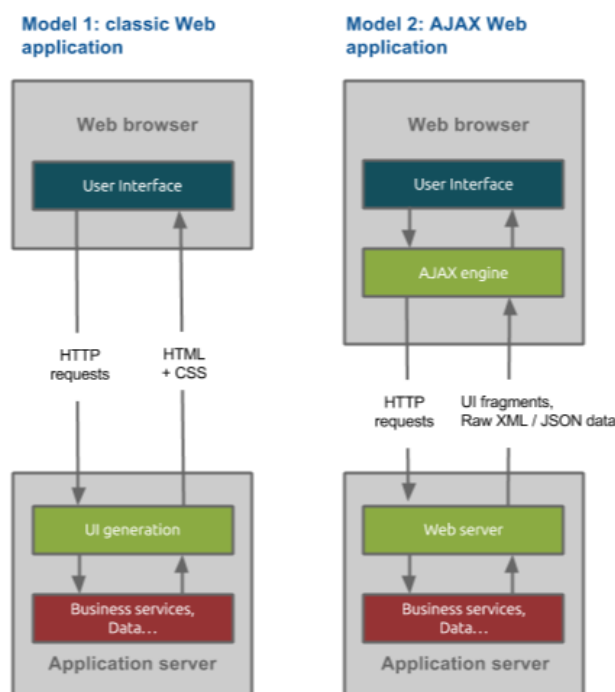 Model 1: classic Web
application
Web browser
User Interface
HTTP
requests
HTML
+ CSS
UI generation
Business services,
Data...
Application server
Model 2: AJAX Web
application
Web browser
User Interface
AJAX engine
HTTP
requests
UI fragments,
Raw XML / JSON data
Web server
Business services,
Data...
Application server